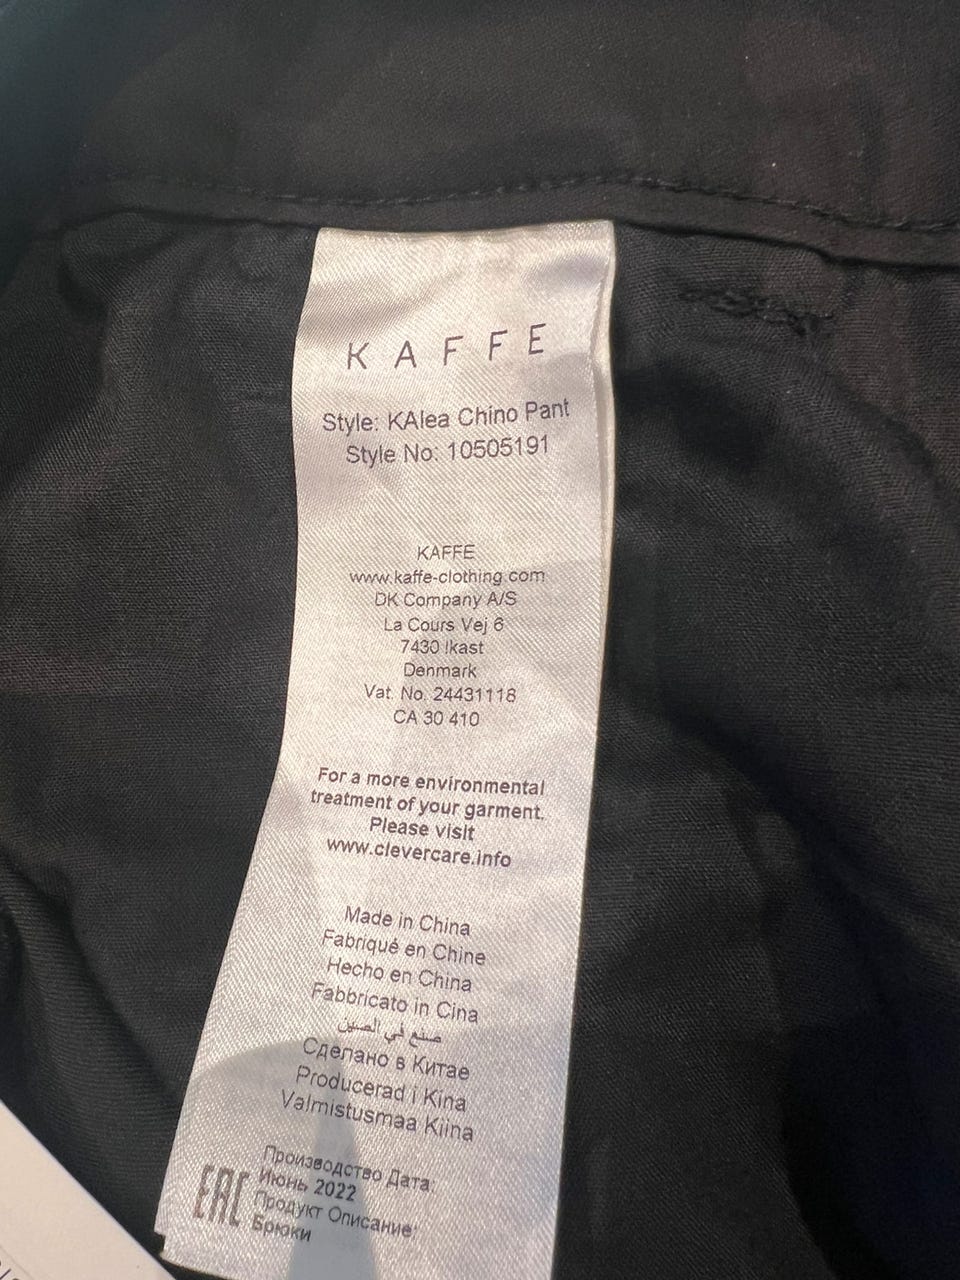 KAFFE
Style: KAlea Chino Pant
Style No: 10505191
KAFFE
www.kaffe-clothing.com
DK Company A/S
La Cours Vej 6
7430 Ikast
Denmark
Vat. No. 24431118
CA 30 410
For a more environmental
treatment of your garment.
Please visit
www.clevercare.info
Made in China
Fabriqué en Chine
Hecho en China
Fabbricato in Cina
صنع في الصين
Сделано в Китае
Producerad i Kina
Valmistusmaa Kiina
Производство Дата:
Июнь 2022
Продукт Описание:
Брюки
EAC